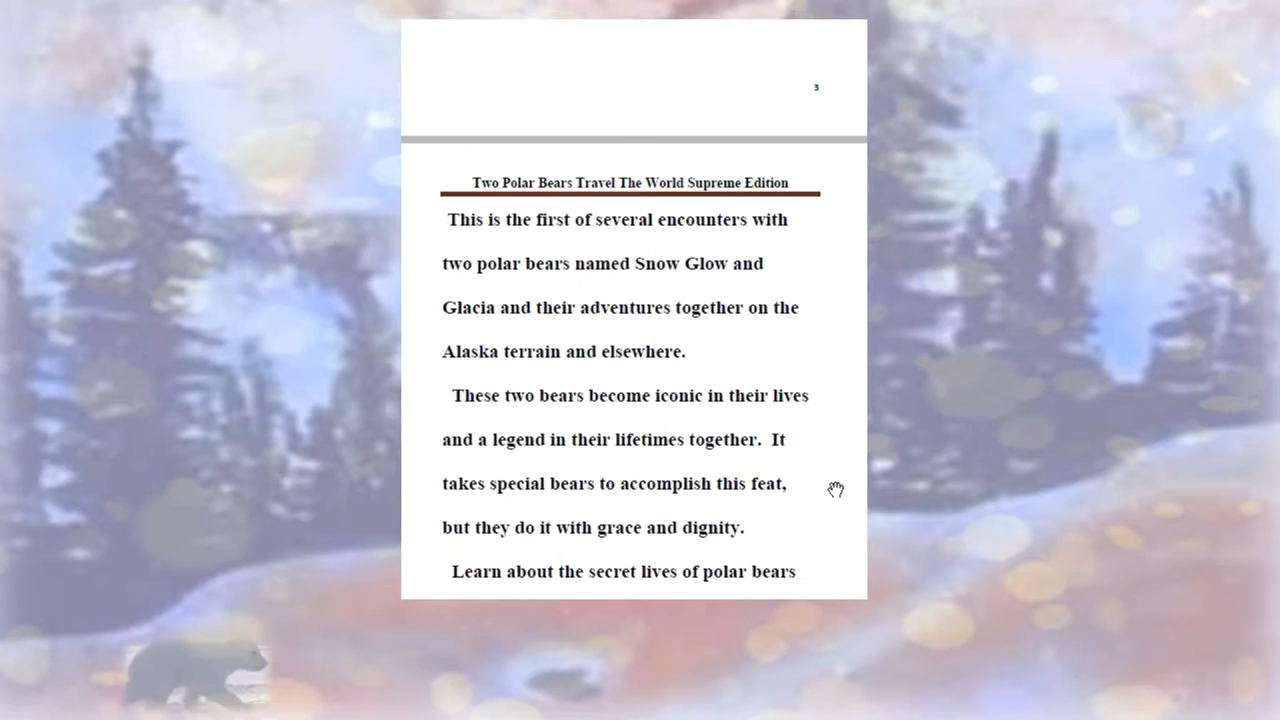 3
Two Polar Bears Travel The World Supreme Edition
This is the first of several encounters with
two polar bears named Snow Glow and
Glacia and their adventures together on the
Alaska terrain and elsewhere.
These two bears become iconic in their lives
and a legend in their lifetimes together.  It
takes special bears to accomplish this feat,
but they do it with grace and dignity.
Learn about the secret lives of polar bears